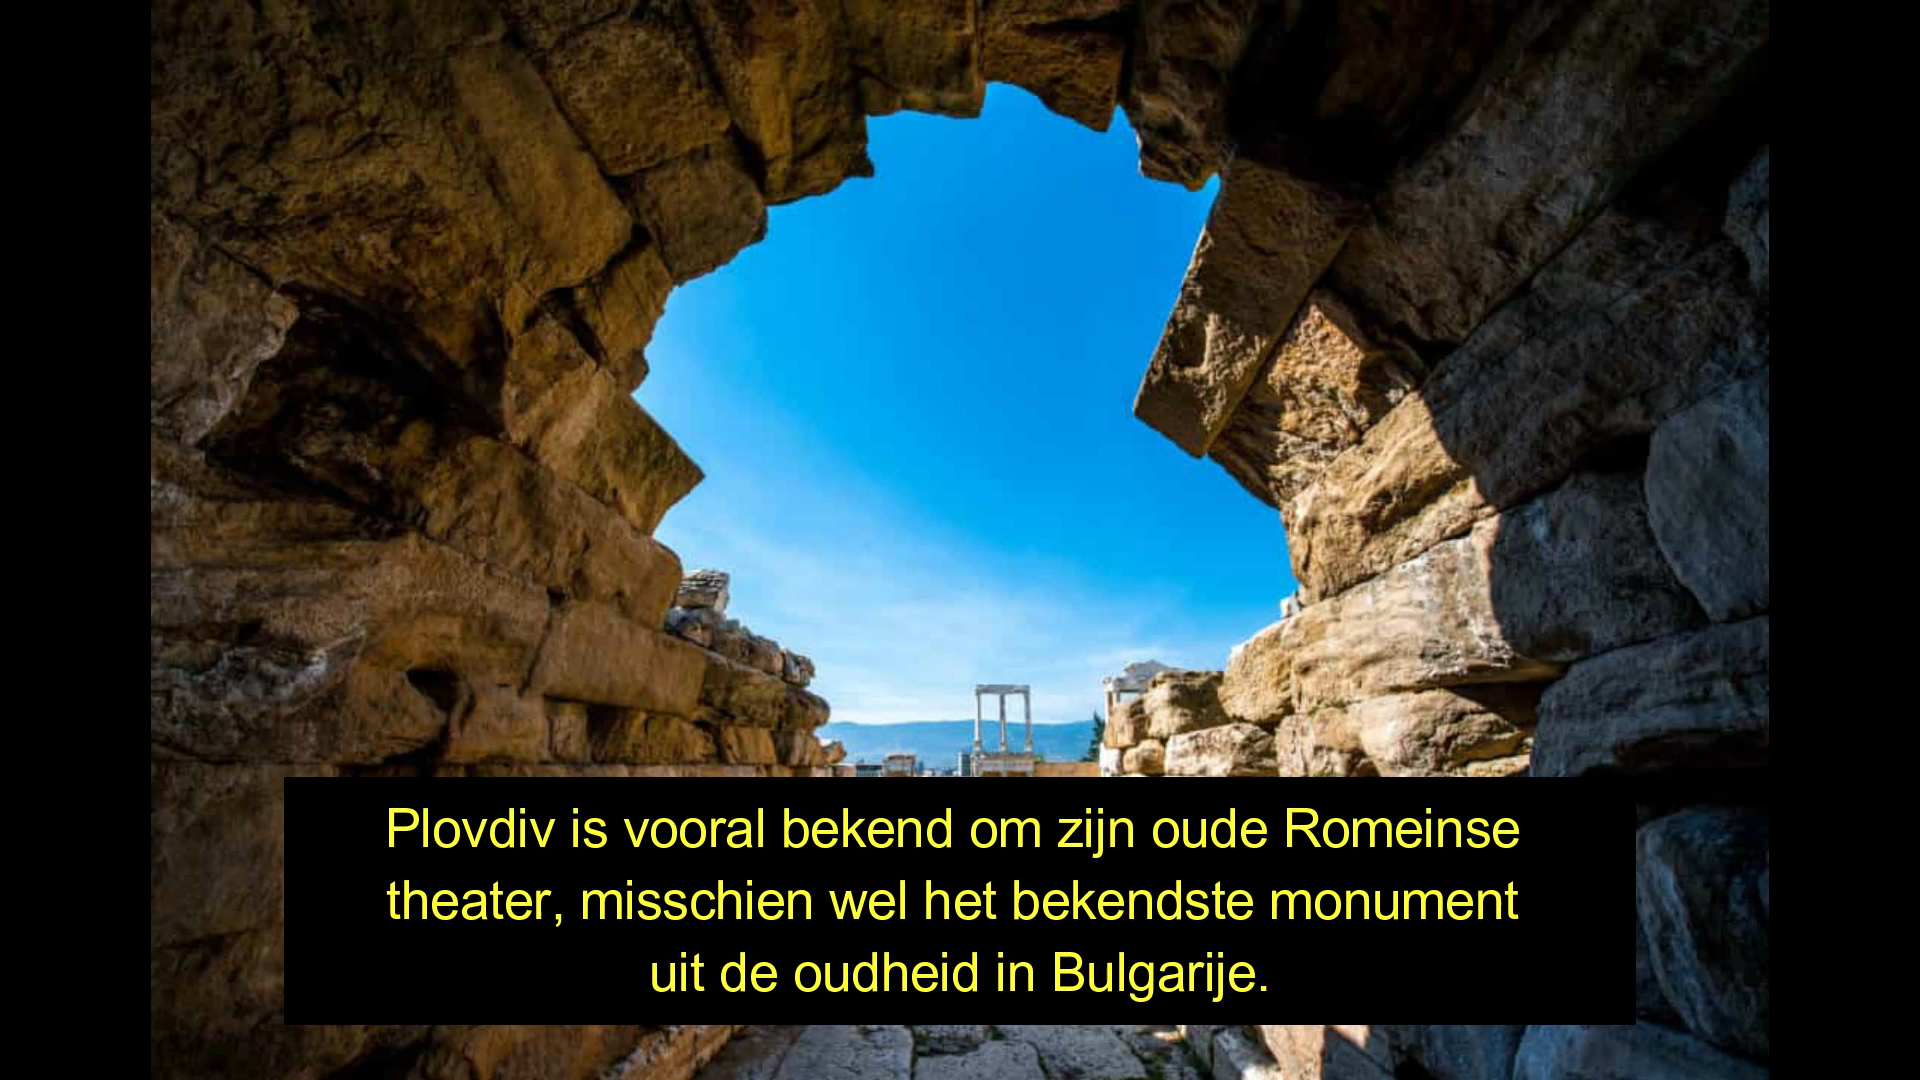 Plovdiv is vooral bekend om zijn oude Romeinse
theater, misschien wel het bekendste monument
uit de oudheid in Bulgarije.